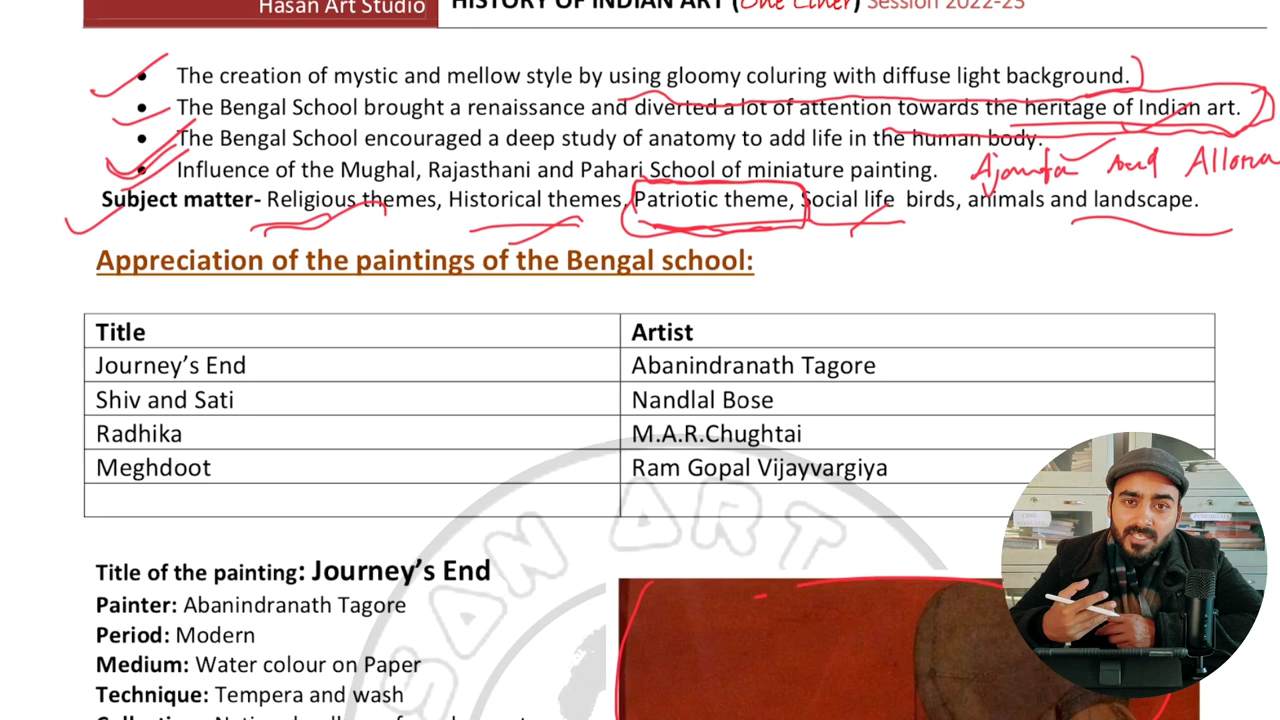 Hasan Art Studio
HISTORY OF INDIAN ART (One Liner) Session 2022-23
• The creation of mystic and mellow style by using gloomy coluring with diffuse light background.
• The Bengal School brought a renaissance and diverted a lot of attention towards the heritage of Indian art.
• The Bengal School encouraged a deep study of anatomy to add life in the human body.
• Influence of the Mughal, Rajasthani and Pahari School of miniature painting.
Ajanta and Allora
Subject matter- Religious themes, Historical themes, Patriotic theme, Social life birds, animals and landscape.
Appreciation of the paintings of the Bengal school:
Title Artist
Journey’s End Abanindranath Tagore
Shiv and Sati Nandlal Bose
Radhika M.A.R.Chughtai
Meghdoot Ram Gopal Vijayvargiya
SAN ART
Title of the painting: Journey’s End
Painter: Abanindranath Tagore
Period: Modern
Medium: Water colour on Paper
Technique: Tempera and wash